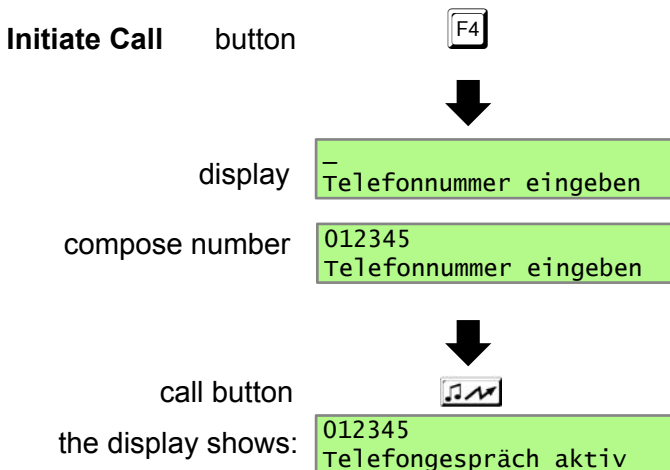 Initiate Call button F4
display
_
Telefonnummer eingeben
compose number
012345
Telefonnummer eingeben
call button
the display shows:
012345
Telefongespräch aktiv